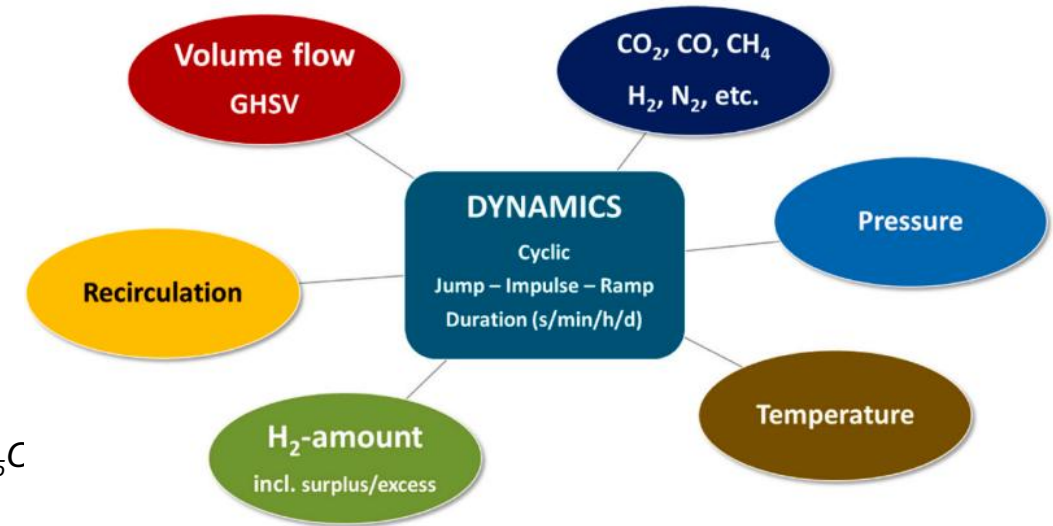 Volume flow
GHSV
CO₂, CO, CH₄
H₂, N₂, etc.
DYNAMICS
Cyclic
Jump – Impulse – Ramp
Duration (s/min/h/d)
Pressure
Recirculation
Temperature
H₂-amount
incl. surplus/excess